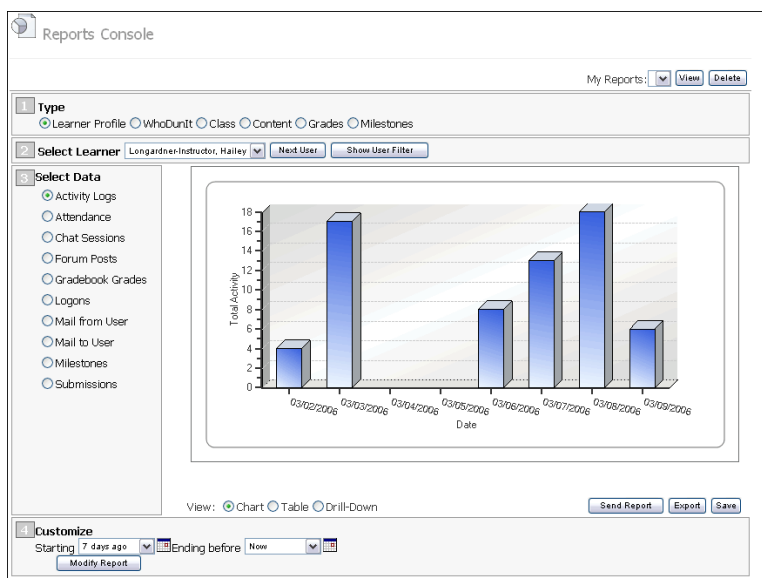 Reports Console
My Reports: View Delete
1 Type
Learner Profile WhoDunIt Class Content Grades Milestones
2 Select Learner Longardner-Instructor, Hailey Next User Show User Filter
3 Select Data
Activity Logs
Attendance
Chat Sessions
Forum Posts
Gradebook Grades
Logons
Mail from User
Mail to User
Milestones
Submissions
Total Activity
18
16
14
12
10
8
6
4
2
0
03/02/2006 03/03/2006 03/04/2006 03/05/2006 03/06/2006 03/07/2006 03/08/2006 03/09/2006
Date
View: Chart Table Drill-Down Send Report Export Save
4 Customize
Starting 7 days ago Ending before Now
Modify Report